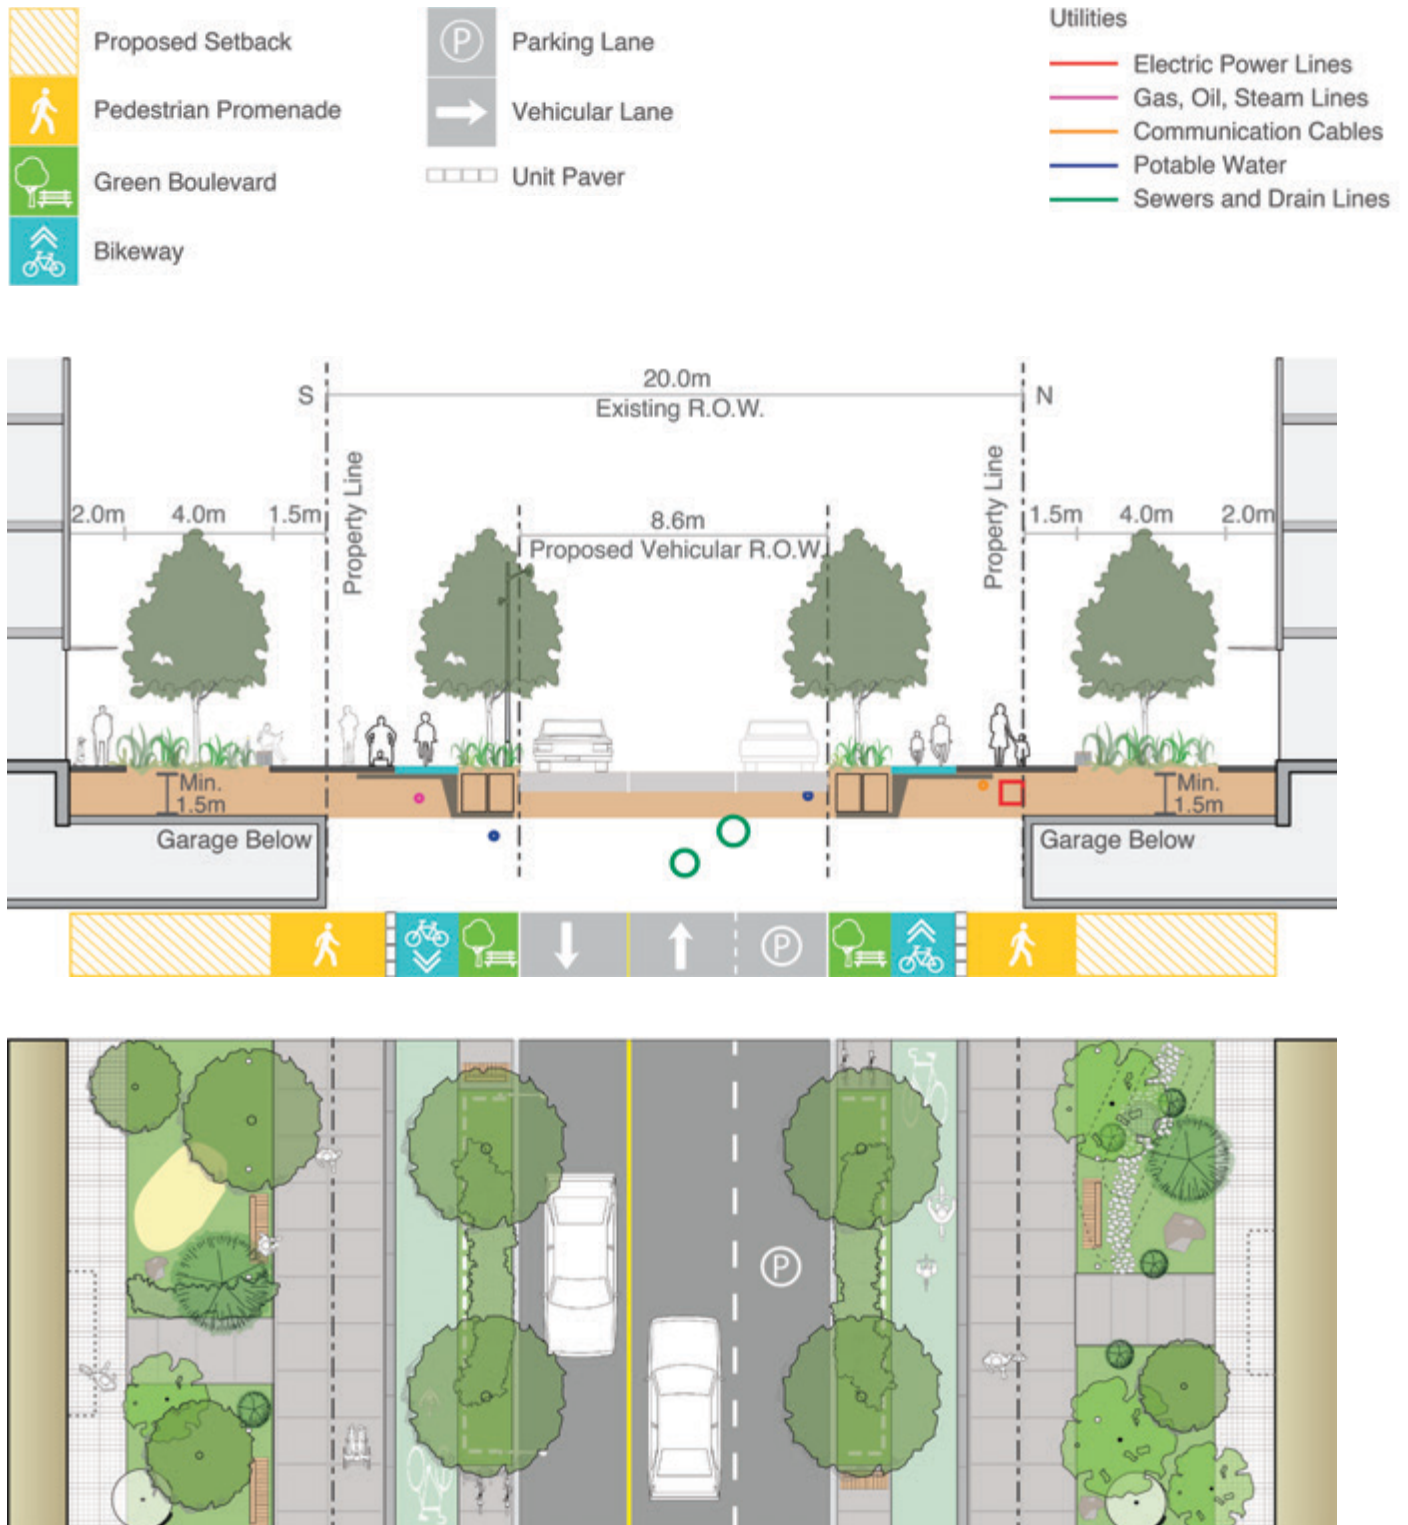 Proposed Setback
Pedestrian Promenade
Green Boulevard
Bikeway
P
Parking Lane
Vehicular Lane
Unit Paver
Utilities
Electric Power Lines
Gas, Oil, Steam Lines
Communication Cables
Potable Water
Sewers and Drain Lines
S
20.0m
N
Existing R.O.W.
Property Line
Property Line
2.0m
4.0m
1.5m
8.6m
Proposed Vehicular R.O.W.
1.5m
4.0m
2.0m
Min.
1.5m
Min.
1.5m
Garage Below
Garage Below
P
P